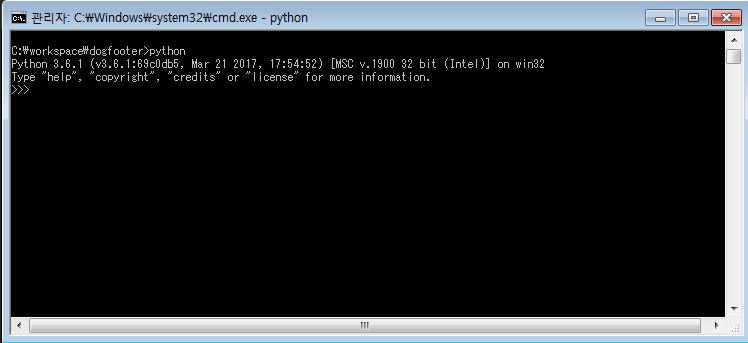 관리자: C:\Windows\system32\cmd.exe - python
C:\workspace\dogfooter>python
Python 3.6.1 (v3.6.1:69c0db5, Mar 21 2017, 17:54:52) [MSC v.1900 32 bit (Intel)] on win32
Type "help", "copyright", "credits" or "license" for more information.
>>>